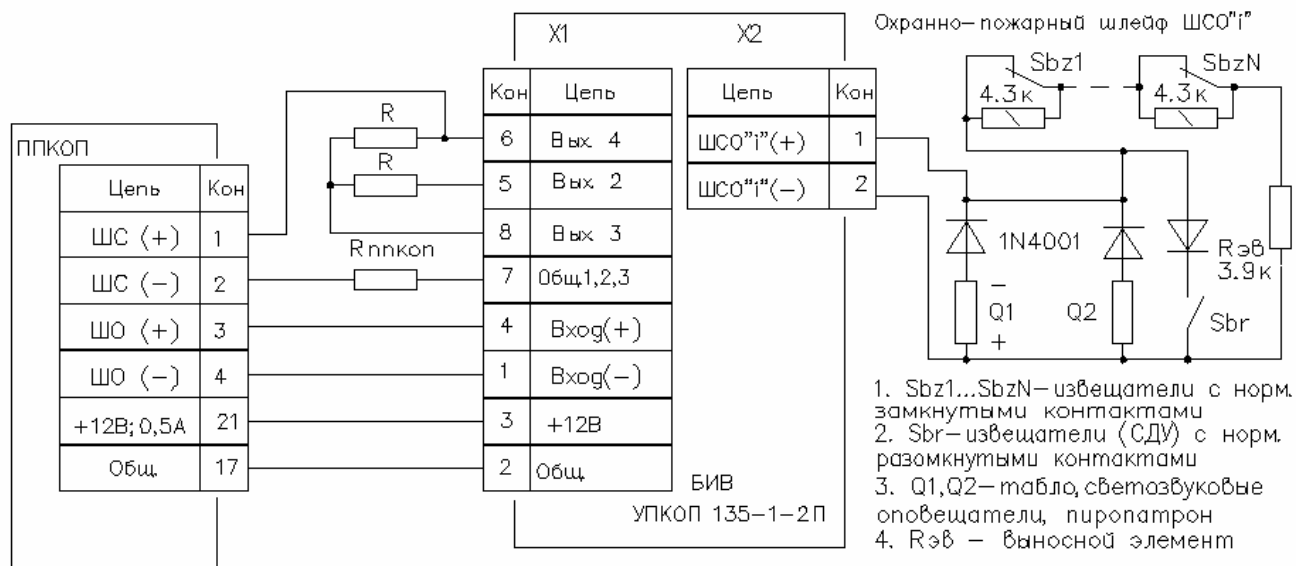 X1
X2
Охранно-пожарный шлейф ШСО"i"
Кон
Цепь
6
Вых. 4
5
Вых. 2
8
Вых. 3
7
Общ.1,2,3
4
Вход(+)
1
Вход(-)
3
+12В
2
Общ.
Цепь
Кон
ШСО"i"(+)
1
ШСО"i"(-)
2
ППКОП
Цепь
Кон
ШС (+)
1
ШС (-)
2
ШО (+)
3
ШО (-)
4
+12В; 0,5А
21
Общ.
17
R
R
Rппкоп
БИВ
УПКОП 135-1-2П
Sbz1
SbzN
4.3к
4.3к
1N4001
Rэв
3.9к
-
Q1
+
Q2
Sbr
1. Sbz1...SbzN-извещатели с норм.
замкнутыми контактами
2. Sbr-извещатели (СДУ) с норм.
разомкнутыми контактами
3. Q1,Q2-табло,светозвуковые
оповещатели, пиропатрон
4. Rэв - выносной элемент